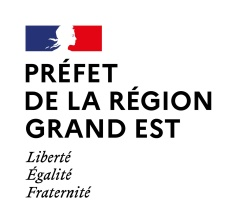 PRÉFET
DE LA RÉGION
GRAND EST
Liberté
Égalité
Fraternité